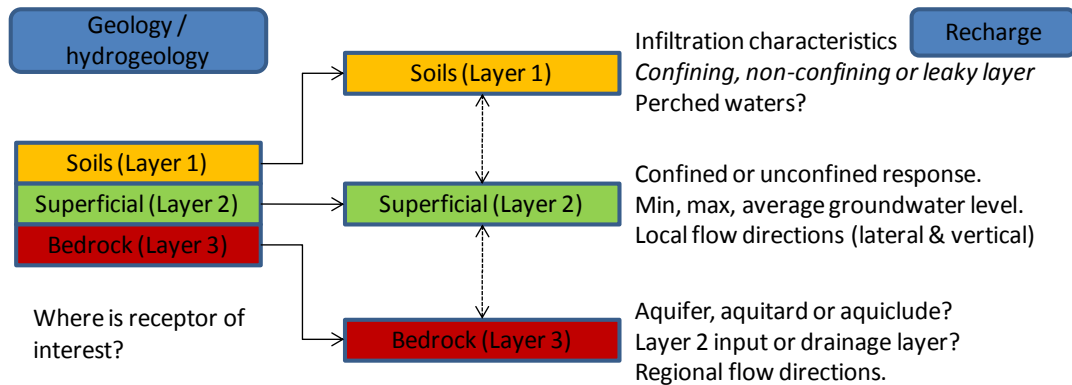 Geology /
hydrogeology
Recharge
Soils (Layer 1)
Infiltration characteristics
Confining, non-confining or leaky layer
Perched waters?
Soils (Layer 1)
Superficial (Layer 2)
Bedrock (Layer 3)
Superficial (Layer 2)
Confined or unconfined response.
Min, max, average groundwater level.
Local flow directions (lateral & vertical)
Where is receptor of
interest?
Bedrock (Layer 3)
Aquifer, aquitard or aquiclude?
Layer 2 input or drainage layer?
Regional flow directions.